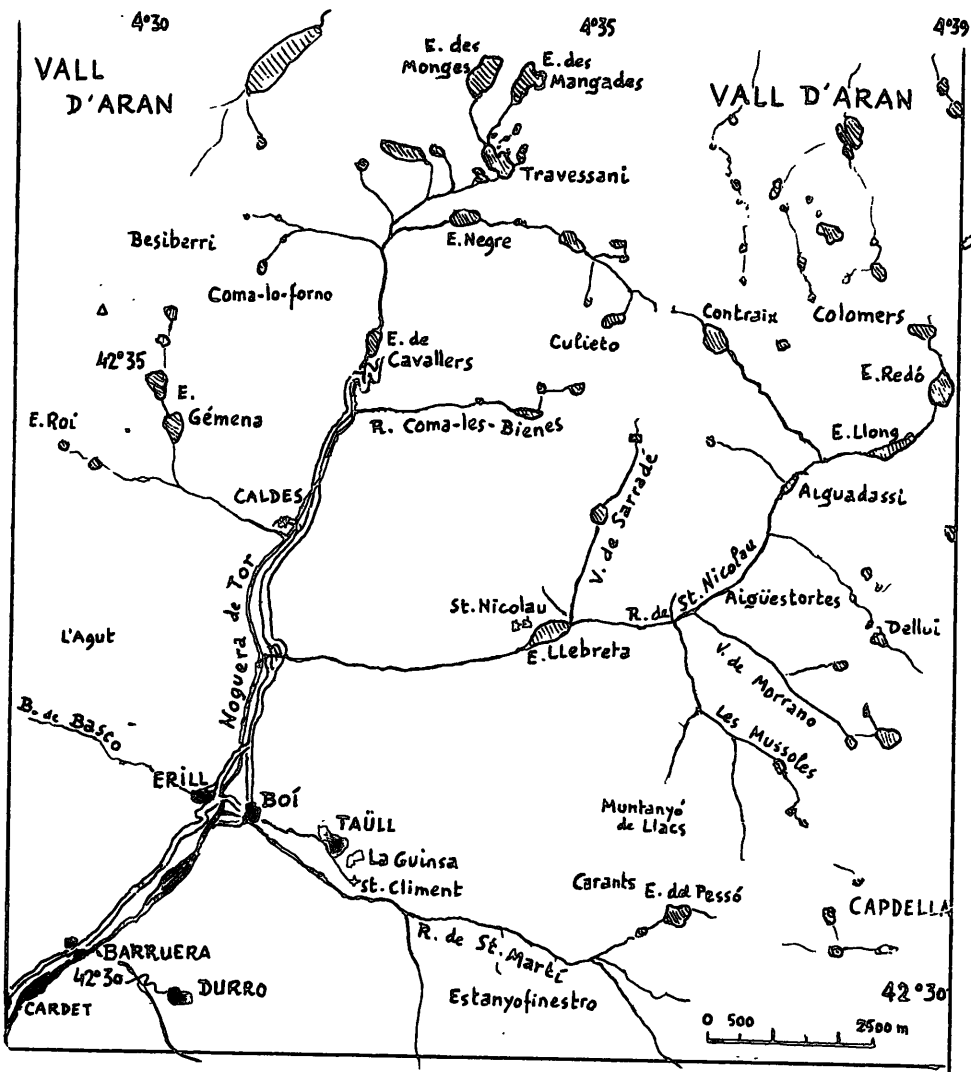 4°30
4°35
4°39
VALL
D'ARAN
E. des
Monges
E. des
Mangades
VALL D'ARAN
Travessani
Besiberri
E. Negre
Coma-lo-forno
E. de
Cavallers
Culieto
Contraix
Colomers
42°35
E.
Gémena
E. Redó
E. Roi
R. Coma-les-Bienes
E. Llong
CALDES
V. de Sarradé
Aiguadassi
Noguera de Tor
St. Nicolau
R. de St. Nicolau
Aigüestortes
L'Agut
E. Llebreta
Dellui
V. de Morrano
B. de Basco
Les Mussoles
ERILL
BOÍ
Muntanyó
de Llacs
TAÜLL
La Guinsa
St. Climent
Carants
E. del Pessó
CAPDELLA
BARRUERA
R. de St. Martí
42°30
DURRO
Estanyofinestro
42°30
CARDET
0 500 2500 m